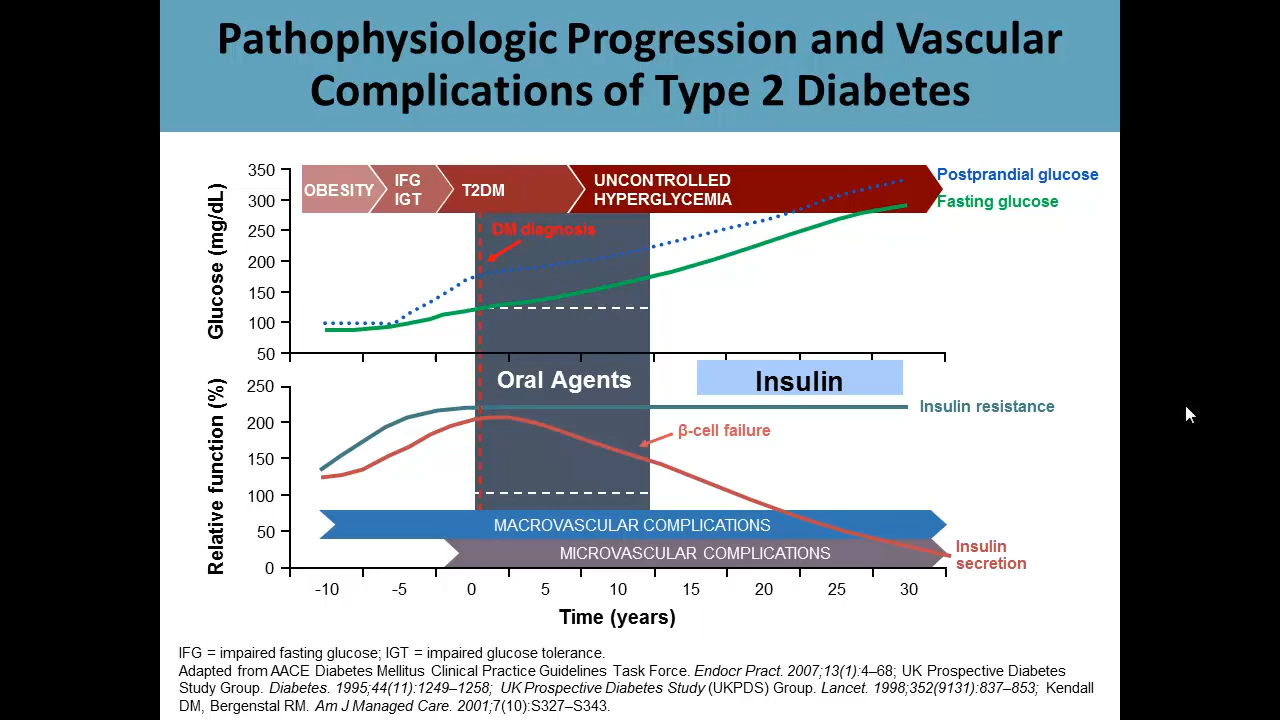 Pathophysiologic Progression and Vascular
Complications of Type 2 Diabetes
Glucose (mg/dL)
350
300
250
200
150
100
50
OBESITY
IFG
IGT
T2DM
UNCONTROLLED
HYPERGLYCEMIA
Postprandial glucose
Fasting glucose
DM diagnosis
Oral Agents
Insulin
Relative function (%)
250
200
150
100
50
0
Insulin resistance
β-cell failure
MACROVASCULAR COMPLICATIONS
MICROVASCULAR COMPLICATIONS
Insulin
secretion
-10 -5 0 5 10 15 20 25 30
Time (years)
IFG = impaired fasting glucose; IGT = impaired glucose tolerance.
Adapted from AACE Diabetes Mellitus Clinical Practice Guidelines Task Force. Endocr Pract. 2007;13(1):4–68; UK Prospective Diabetes
Study Group. Diabetes. 1995;44(11):1249–1258; UK Prospective Diabetes Study (UKPDS) Group. Lancet. 1998;352(9131):837–853; Kendall
DM, Bergenstal RM. Am J Managed Care. 2001;7(10):S327–S343.